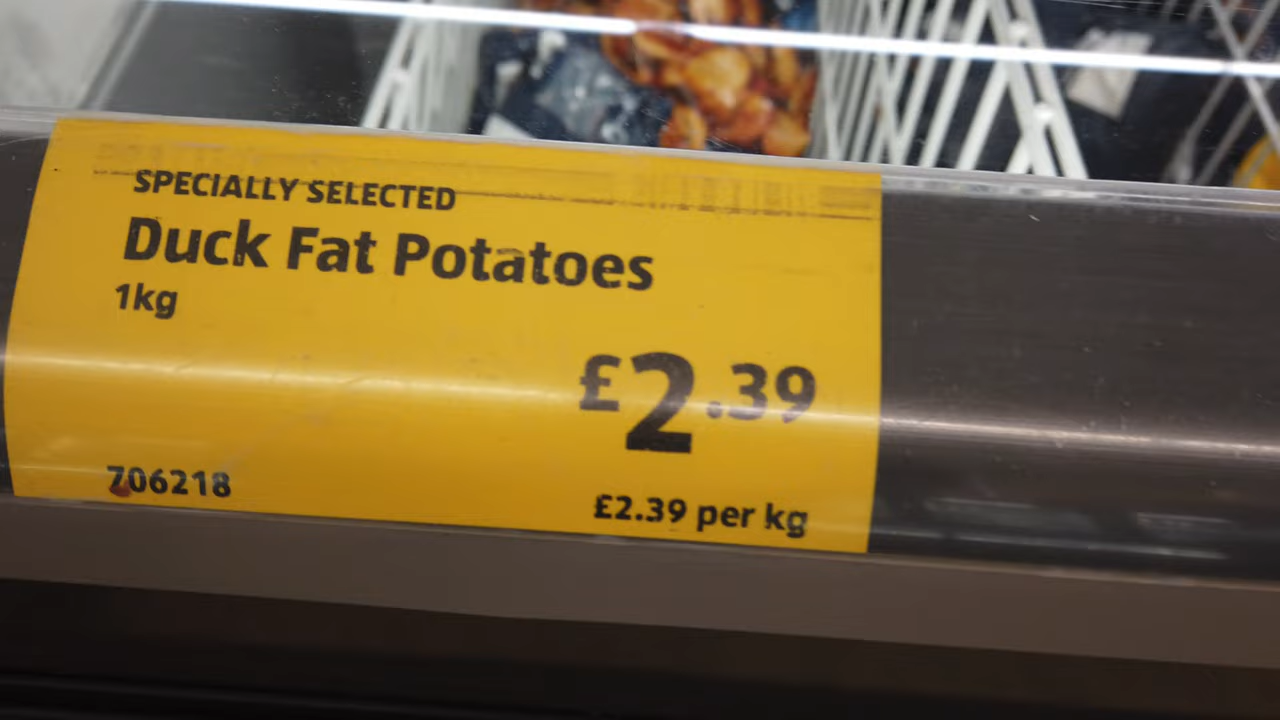 SPECIALLY SELECTED
Duck Fat Potatoes
1kg
£2.39
706218
£2.39 per kg